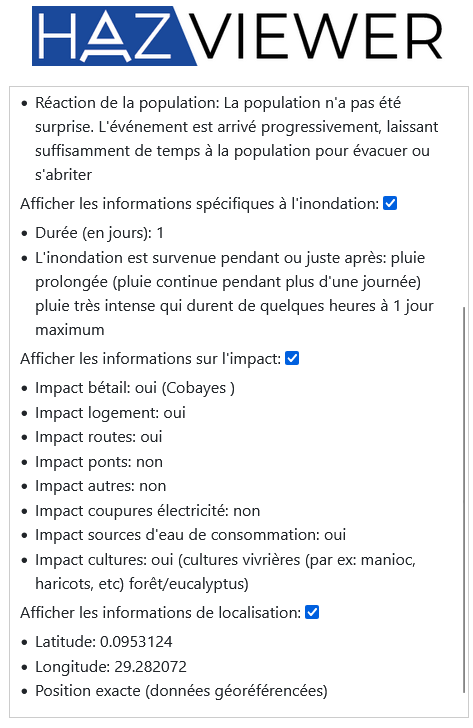 HAZVIEWER
• Réaction de la population: La population n'a pas été
surprise. L'événement est arrivé progressivement, laissant
suffisamment de temps à la population pour évacuer ou
s'abriter
Afficher les informations spécifiques à l'inondation:
• Durée (en jours): 1
• L'inondation est survenue pendant ou juste après: pluie
prolongée (pluie continue pendant plus d'une journée)
pluie très intense qui durent de quelques heures à 1 jour
maximum
Afficher les informations sur l'impact:
• Impact bétail: oui (Cobayes )
• Impact logement: oui
• Impact routes: oui
• Impact ponts: non
• Impact autres: non
• Impact coupures électricité: non
• Impact sources d'eau de consommation: oui
• Impact cultures: oui (cultures vivrières (par ex: manioc,
haricots, etc) forêt/eucalyptus)
Afficher les informations de localisation:
• Latitude: 0.0953124
• Longitude: 29.282072
• Position exacte (données géoréférencées)